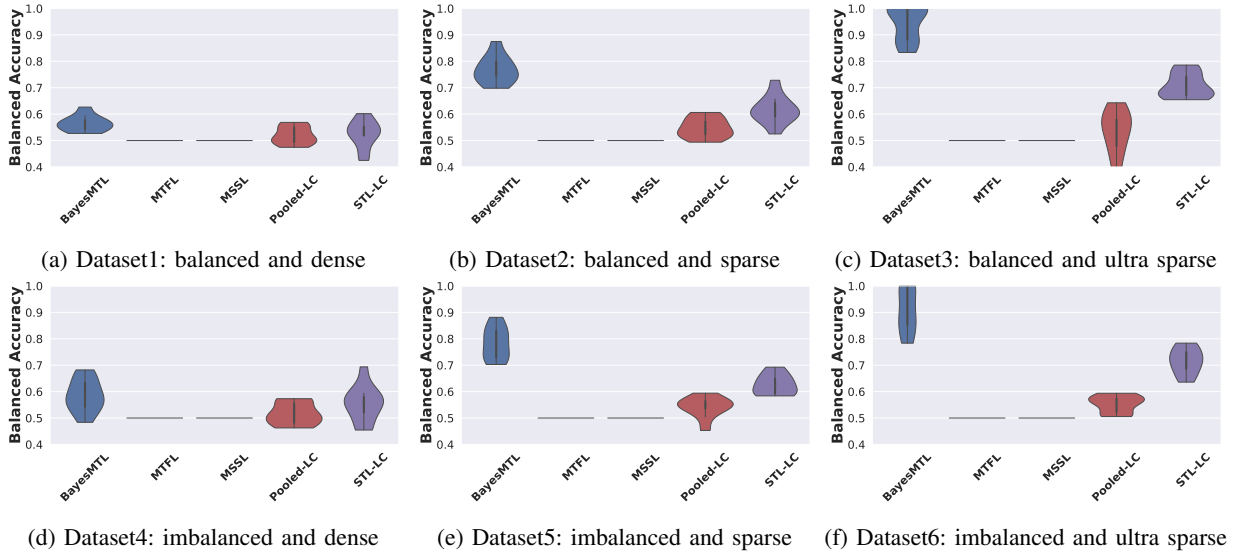 Balanced Accuracy
1.0
0.9
0.8
0.7
0.6
0.5
0.4
BayesMTL
MTFL
MSSL
Pooled-LC
STL-LC
(a) Dataset1: balanced and dense
Balanced Accuracy
1.0
0.9
0.8
0.7
0.6
0.5
0.4
BayesMTL
MTFL
MSSL
Pooled-LC
STL-LC
(b) Dataset2: balanced and sparse
Balanced Accuracy
1.0
0.9
0.8
0.7
0.6
0.5
0.4
BayesMTL
MTFL
MSSL
Pooled-LC
STL-LC
(c) Dataset3: balanced and ultra sparse
Balanced Accuracy
1.0
0.9
0.8
0.7
0.6
0.5
0.4
BayesMTL
MTFL
MSSL
Pooled-LC
STL-LC
(d) Dataset4: imbalanced and dense
Balanced Accuracy
1.0
0.9
0.8
0.7
0.6
0.5
0.4
BayesMTL
MTFL
MSSL
Pooled-LC
STL-LC
(e) Dataset5: imbalanced and sparse
Balanced Accuracy
1.0
0.9
0.8
0.7
0.6
0.5
0.4
BayesMTL
MTFL
MSSL
Pooled-LC
STL-LC
(f) Dataset6: imbalanced and ultra sparse